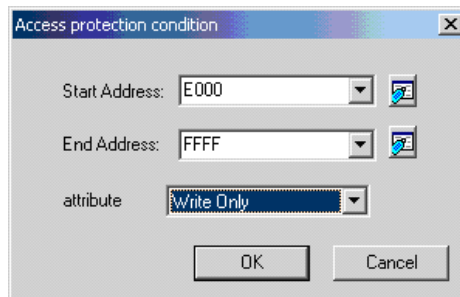 Access protection condition
Start Address: E000
End Address: FFFF
attribute Write Only
OK Cancel